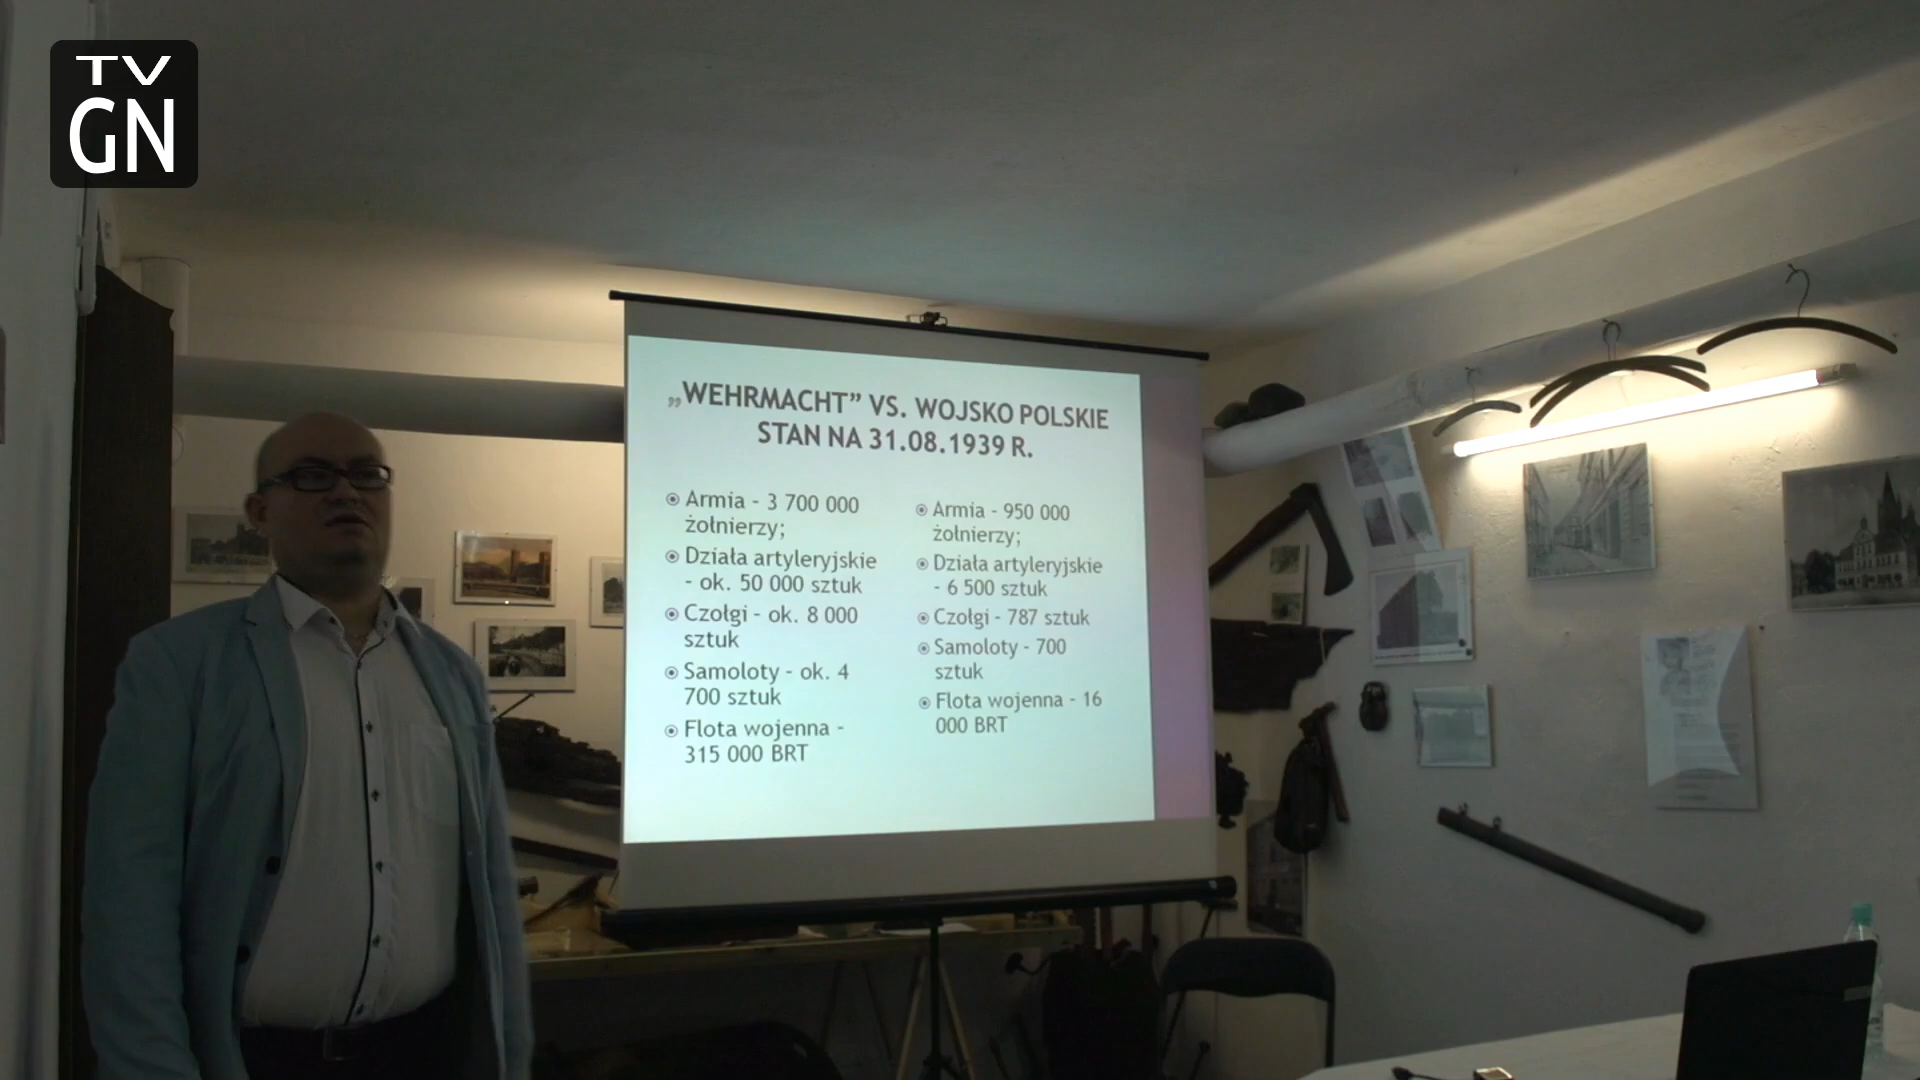 TV
GN
„WEHRMACHT” VS. WOJSKO POLSKIE
STAN NA 31.08.1939 R.
Armia - 3 700 000
żołnierzy;
Działa artyleryjskie
- ok. 50 000 sztuk
Czołgi - ok. 8 000
sztuk
Samoloty - ok. 4
700 sztuk
Flota wojenna -
315 000 BRT
Armia - 950 000
żołnierzy;
Działa artyleryjskie
- 6 500 sztuk
Czołgi - 787 sztuk
Samoloty - 700
sztuk
Flota wojenna - 16
000 BRT